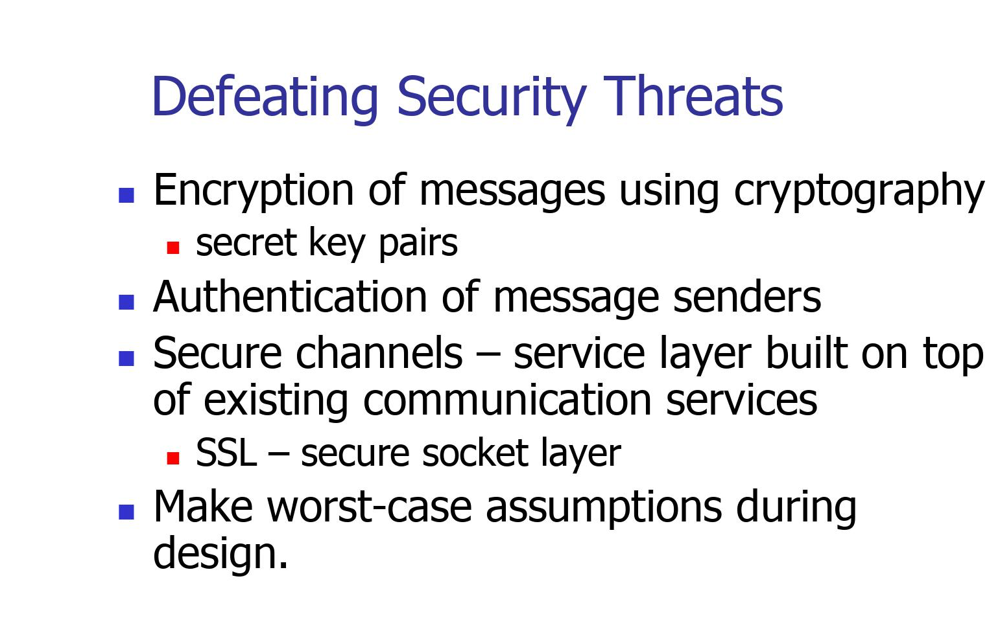 Defeating Security Threats
Encryption of messages using cryptography
secret key pairs
Authentication of message senders
Secure channels – service layer built on top
of existing communication services
SSL – secure socket layer
Make worst-case assumptions during
design.